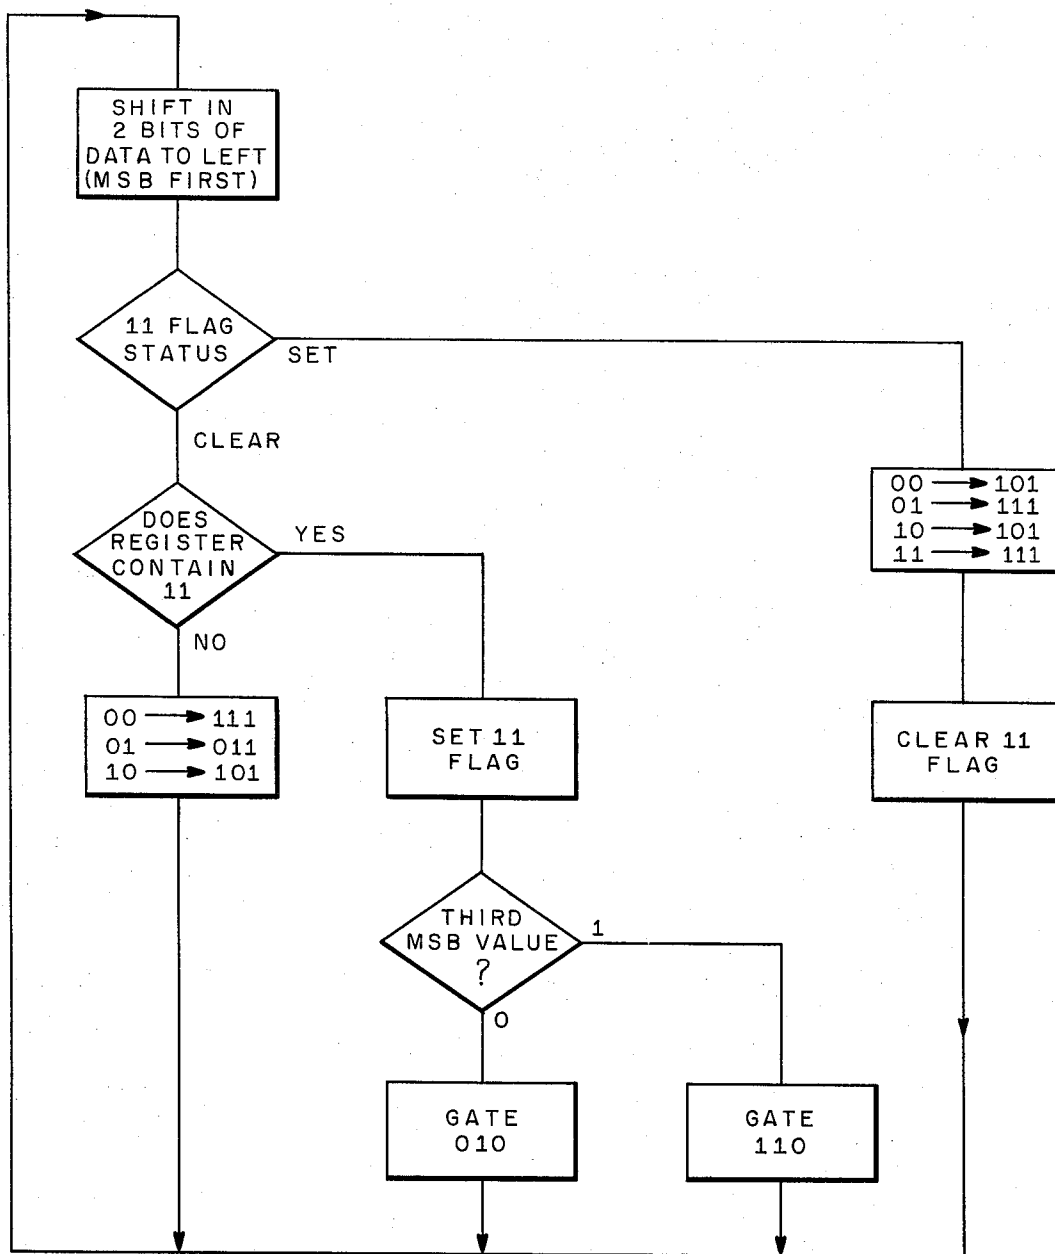 SHIFT IN
2 BITS OF
DATA TO LEFT
(MSB FIRST)
11 FLAG
STATUS
SET
CLEAR
DOES
REGISTER
CONTAIN
11
YES
NO
00 → 101
01 → 111
10 → 101
11 → 111
00 → 111
01 → 011
10 → 101
SET 11
FLAG
CLEAR 11
FLAG
THIRD
MSB VALUE
?
1
0
GATE
010
GATE
110